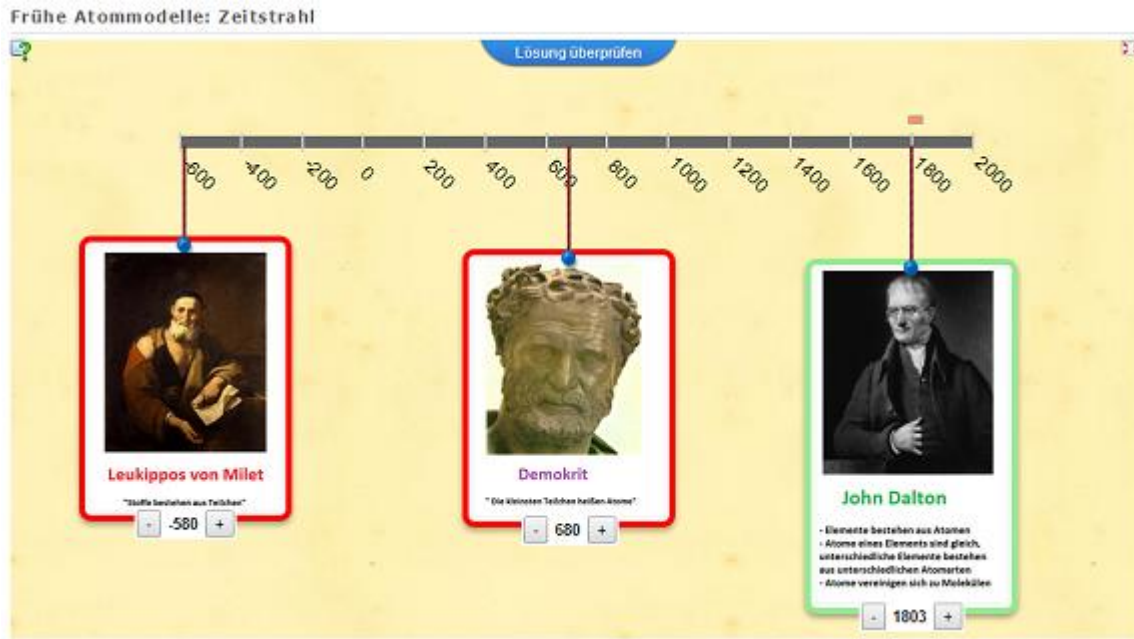 Frühe Atommodelle: Zeitstrahl
Lösung überprüfen
-600 -400 -200 0 200 400 600 800 1000 1200 1400 1600 1800 2000
Leukippos von Milet
"Stoffe bestehen aus Teilchen"
- -580 +
Demokrit
" Die kleinsten Teilchen heißen Atome"
- 680 +
John Dalton
- Elemente bestehen aus Atomen
- Atome eines Elements sind gleich,
unterschiedliche Elemente bestehen
aus unterschiedlichen Atomarten
- Atome vereinigen sich zu Molekülen
- 1803 +